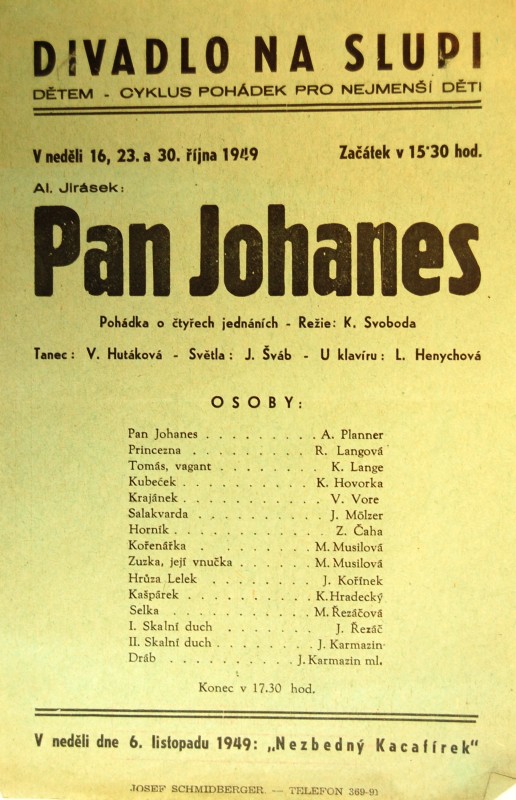 DIVADLO NA SLUPI
DĚTEM - CYKLUS POHÁDEK PRO NEJMENŠÍ DĚTI
V neděli 16, 23. a 30. října 1949 Začátek v 15·30 hod.
Al. Jirásek:
Pan Johanes
Pohádka o čtyřech jednáních - Režie: K. Svoboda
Tanec: V. Hutáková - Světla: J. Šváb - U klavíru: L. Henychová
OSOBY:
Pan Johanes . . . . . . . . . A. Planner
Princezna . . . . . . . . . R. Langová
Tomáš, vagant . . . . . . . . K. Lange
Kubeček . . . . . . . . . . K. Hovorka
Krajánek . . . . . . . . . . V. Vore
Salakvarda . . . . . . . . . J. Mölzer
Horník . . . . . . . . . . . Z. Čaha
Kořenářka . . . . . . . . . M. Musilová
Zuzka, její vnučka . . . . . . M. Musilová
Hrůza Lelek . . . . . . . . J. Kořínek
Kašpárek . . . . . . . . . K. Hradecký
Selka . . . . . . . . . . . M. Řezáčová
I. Skalní duch . . . . . . . J. Řezáč
II. Skalní duch . . . . . . . J. Karmazin
Dráb . . . . . . . . . . J. Karmazin ml.
Konec v 17.30 hod.
V neděli dne 6. listopadu 1949: „Nezbedný Kacafírek"
JOSEF SCHMIDBERGER. — TELEFON 369-91